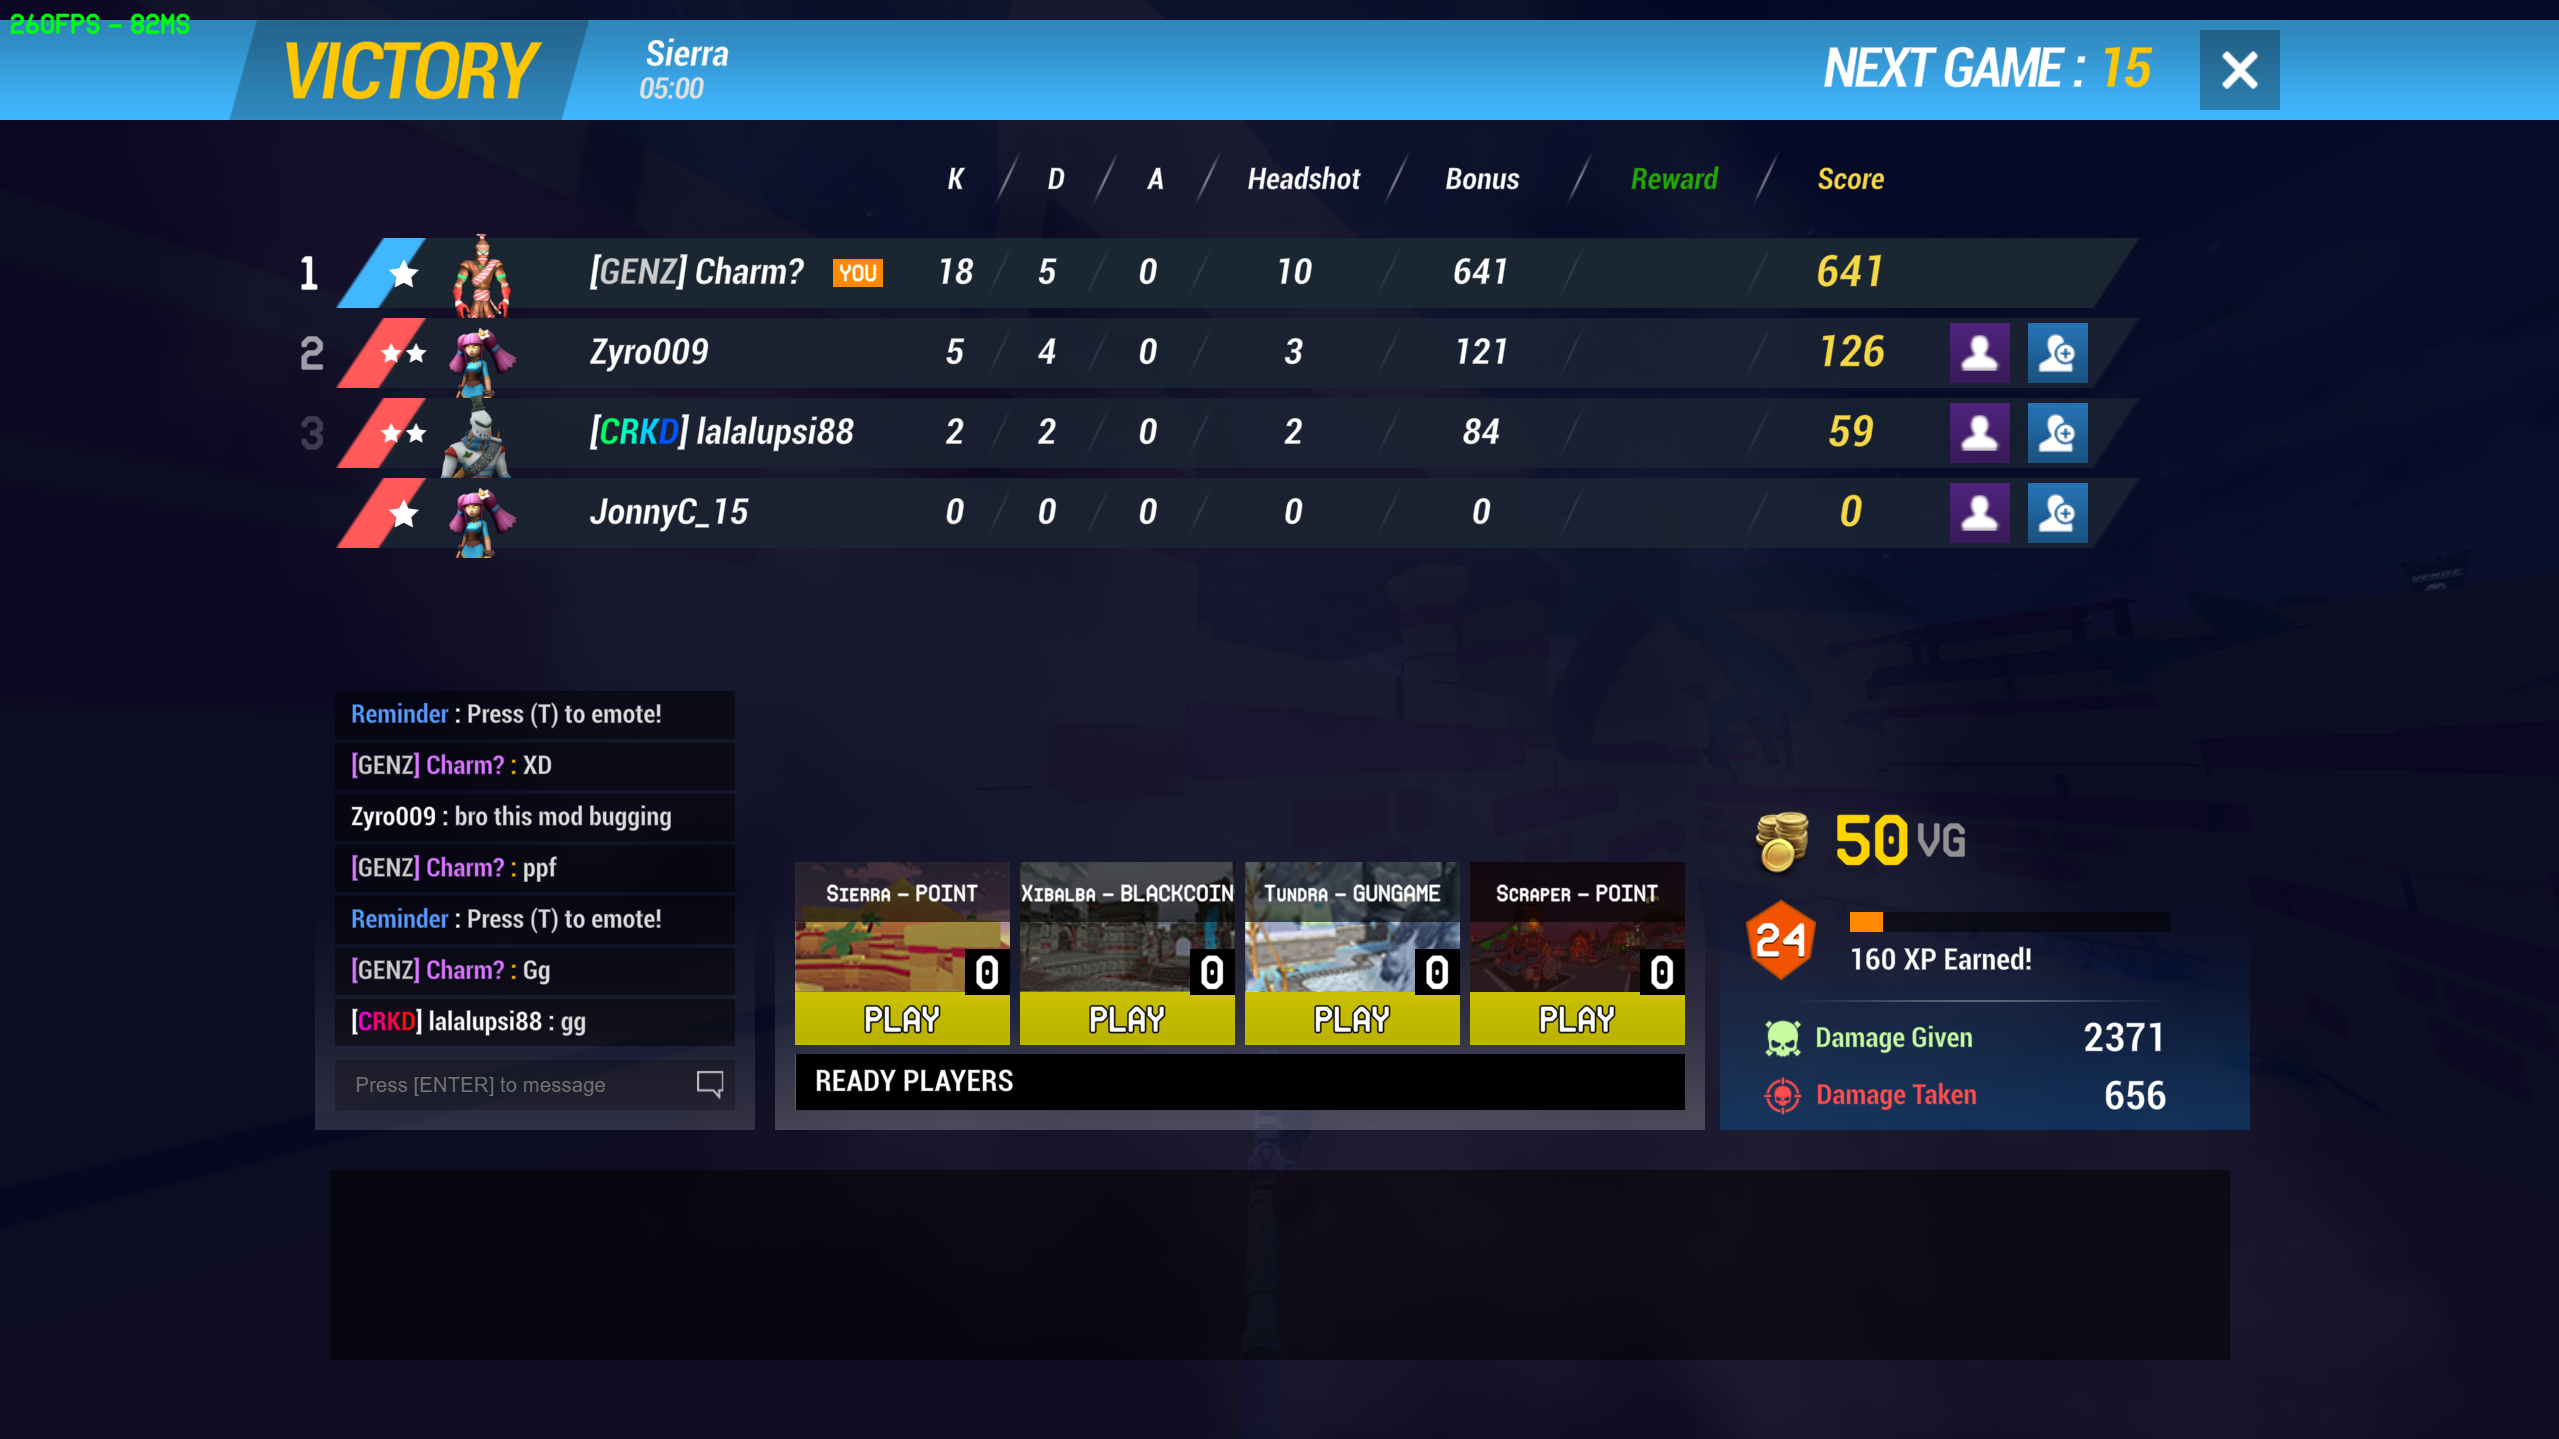 260FPS - 82MS
VICTORY
Sierra
05:00
NEXT GAME : 15
K D A Headshot Bonus Reward Score
1 [GENZ] Charm? YOU 18 5 0 10 641 641
2 Zyro009 5 4 0 3 121 126
3 [CRKD] lalalupsi88 2 2 0 2 84 59
JonnyC_15 0 0 0 0 0 0
Reminder : Press (T) to emote!
[GENZ] Charm? : XD
Zyro009 : bro this mod bugging
[GENZ] Charm? : ppf
Reminder : Press (T) to emote!
[GENZ] Charm? : Gg
[CRKD] lalalupsi88 : gg
Press [ENTER] to message
SIERRA - POINT
0
PLAY
XIBALBA - BLACKCOIN
0
PLAY
TUNDRA - GUNGAME
0
PLAY
SCRAPER - POINT
0
PLAY
READY PLAYERS
50 VG
24
160 XP Earned!
Damage Given 2371
Damage Taken 656